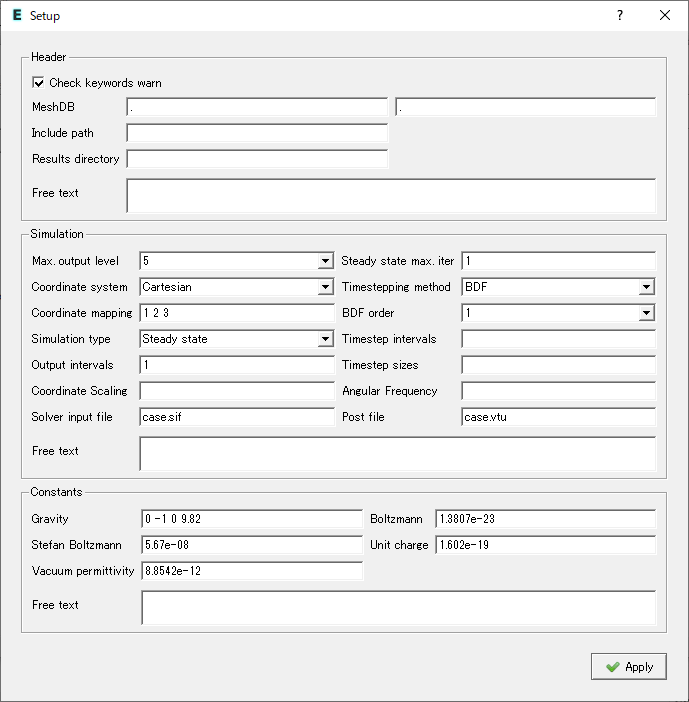 E Setup ?
Header
Check keywords warn
MeshDB . .
Include path
Results directory
Free text
Simulation
Max. output level 5 Steady state max. iter 1
Coordinate system Cartesian Timestepping method BDF
Coordinate mapping 1 2 3 BDF order 1
Simulation type Steady state Timestep intervals
Output intervals 1 Timestep sizes
Coordinate Scaling Angular Frequency
Solver input file case.sif Post file case.vtu
Free text
Constants
Gravity 0 -1 0 9.82 Boltzmann 1.3807e-23
Stefan Boltzmann 5.67e-08 Unit charge 1.602e-19
Vacuum permittivity 8.8542e-12
Free text
Apply